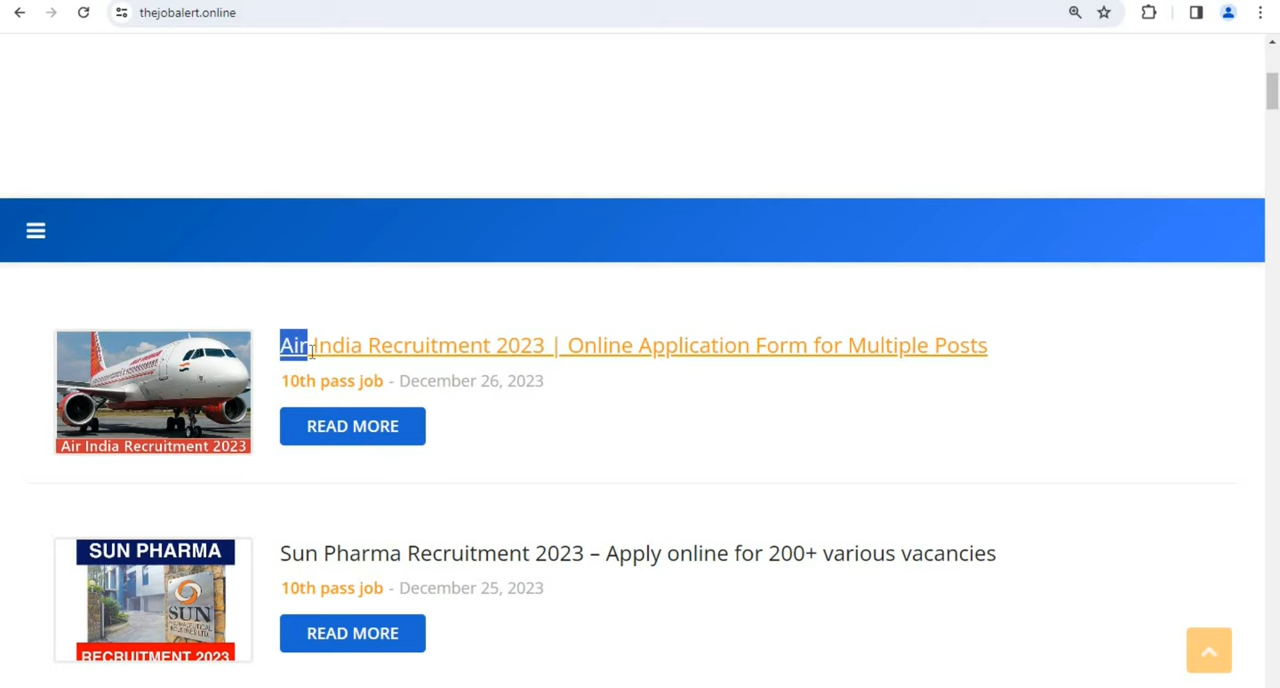 thejobalert.online
Air India Recruitment 2023 | Online Application Form for Multiple Posts
10th pass job - December 26, 2023
READ MORE
Air India Recruitment 2023
SUN PHARMA
SUN
RECRUITMENT 2023
Sun Pharma Recruitment 2023 – Apply online for 200+ various vacancies
10th pass job - December 25, 2023
READ MORE